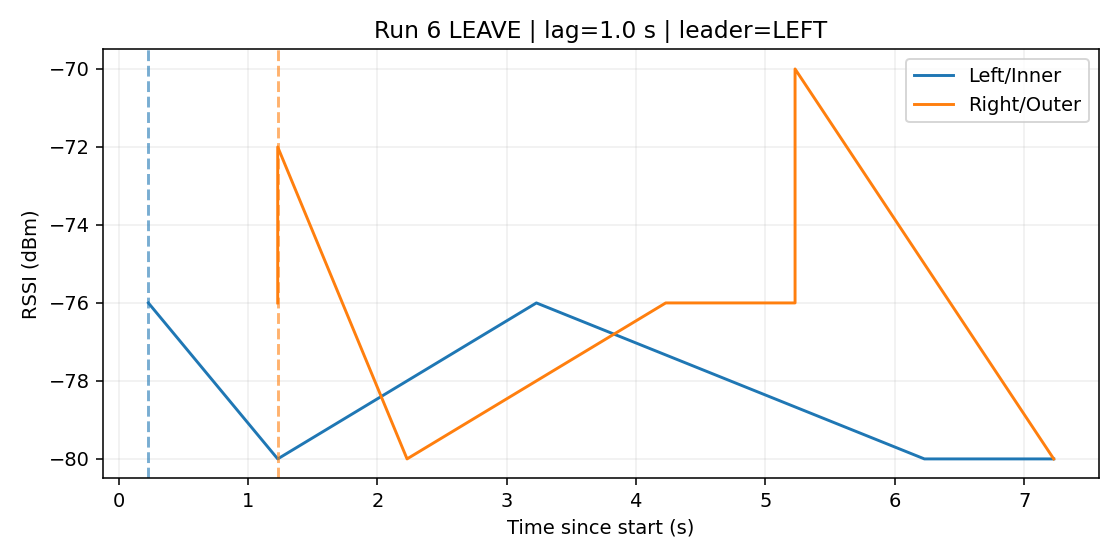 Run 6 LEAVE | lag=1.0 s | leader=LEFT
Left/Inner
Right/Outer
RSSI (dBm)
−70
−72
−74
−76
−78
−80
0 1 2 3 4 5 6 7
Time since start (s)